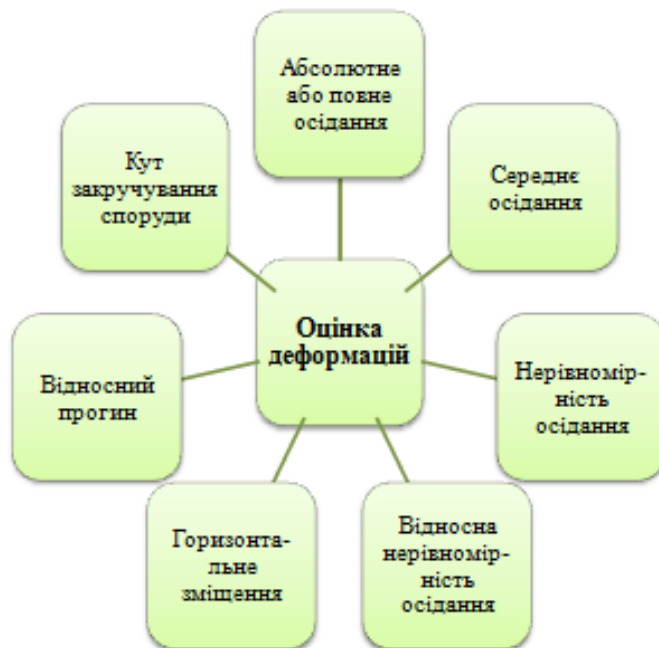 Абсолютне
або повне
осідання
Середнє
осідання
Нерівномір-
ність
осідання
Відносна
нерівномір-
ність
осідання
Горизонта-
льне
зміщення
Відносний
прогин
Кут
закручування
споруди
Оцінка
деформацій